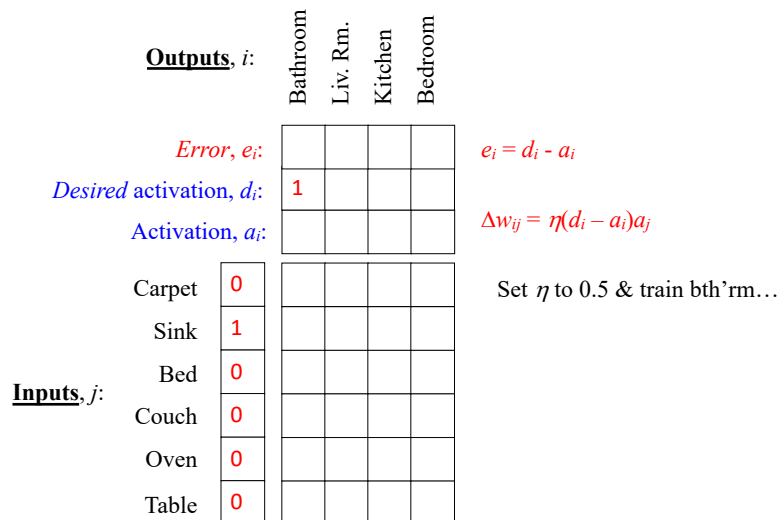 Outputs, i:
Bathroom
Liv. Rm.
Kitchen
Bedroom
Error, eᵢ:
eᵢ = dᵢ - aᵢ
Desired activation, dᵢ: 1
Activation, aᵢ:
Δwᵢⱼ = η(dᵢ – aᵢ)aⱼ
Carpet 0
Set η to 0.5 & train bth’rm…
Sink 1
Bed 0
Inputs, j:
Couch 0
Oven 0
Table 0